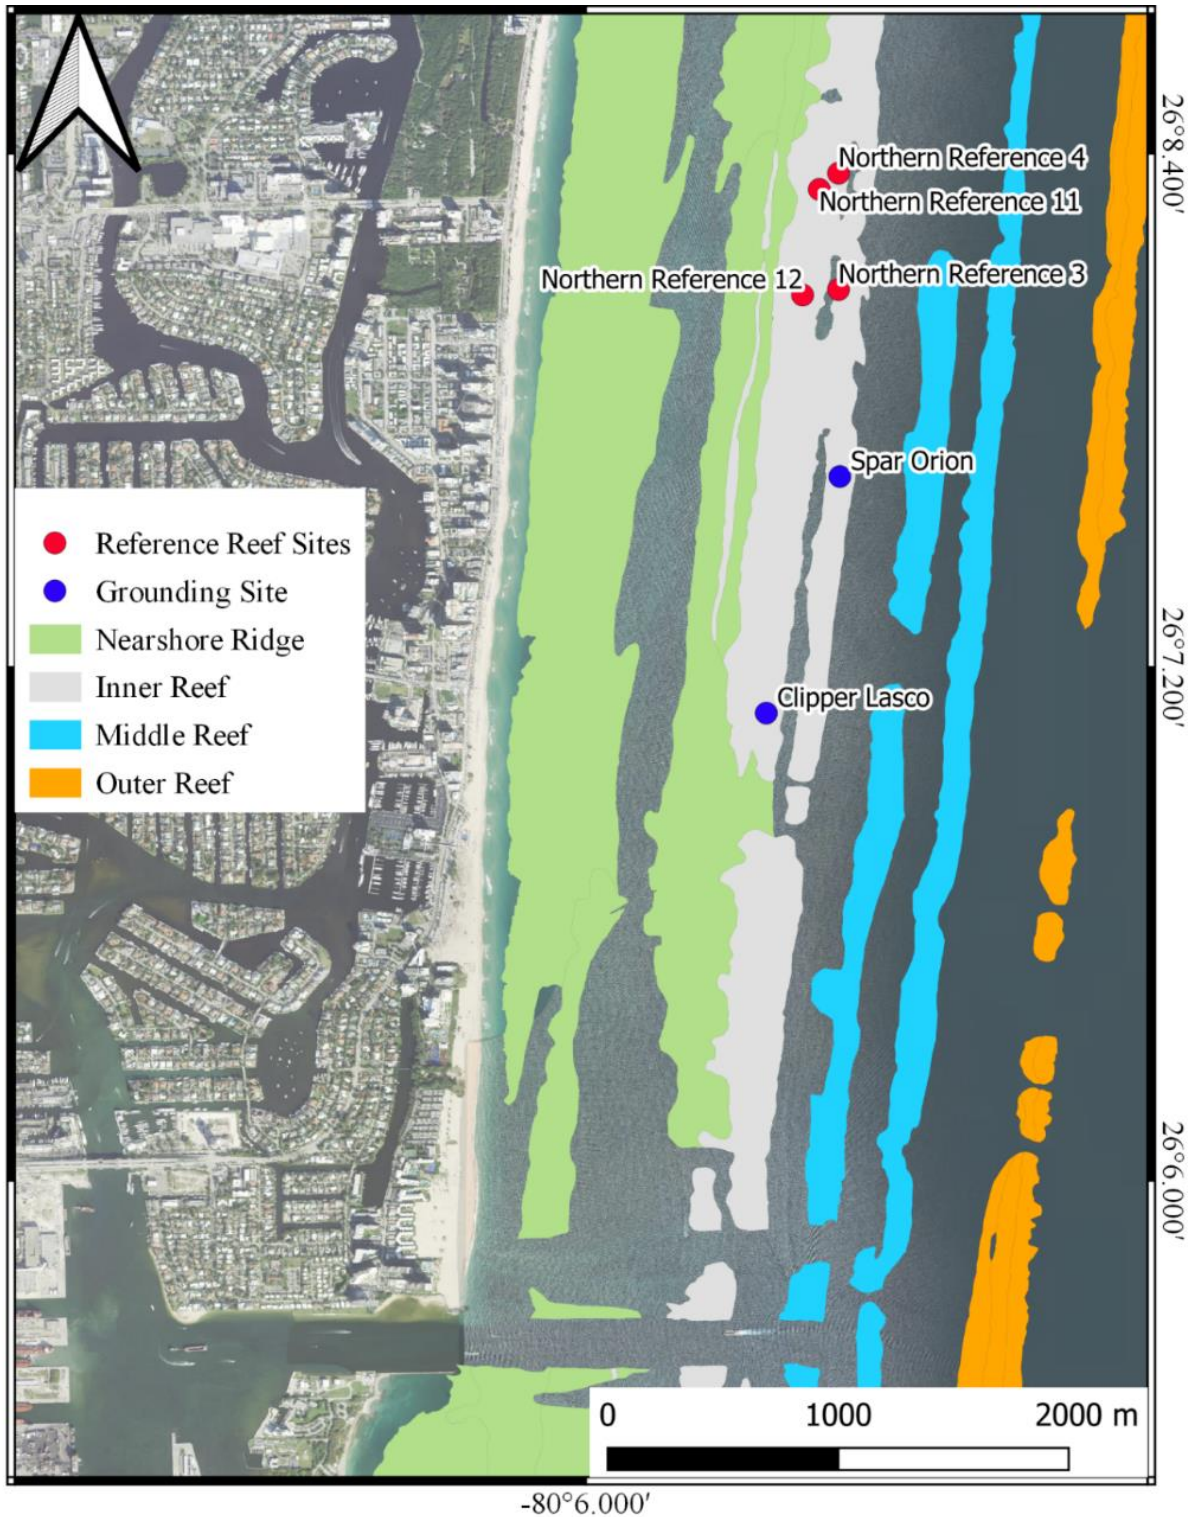 Northern Reference 4
Northern Reference 11
Northern Reference 12
Northern Reference 3
Spar Orion
Clipper Lasco
Reference Reef Sites
Grounding Site
Nearshore Ridge
Inner Reef
Middle Reef
Outer Reef
26°8.400'
26°7.200'
26°6.000'
0 1000 2000 m
-80°6.000'